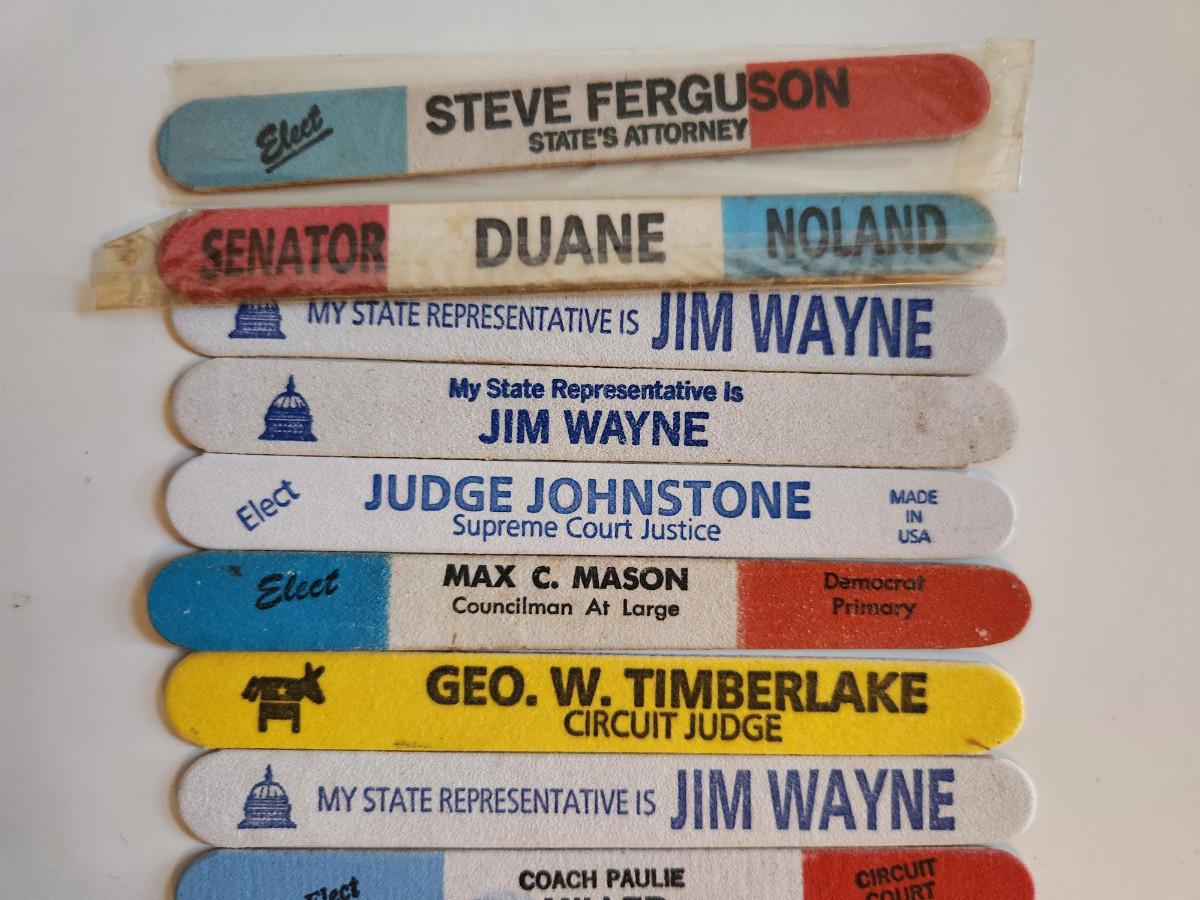 Elect
STEVE FERGUSON
STATE'S ATTORNEY
SENATOR DUANE NOLAND
MY STATE REPRESENTATIVE IS JIM WAYNE
My State Representative Is
JIM WAYNE
Elect
JUDGE JOHNSTONE
Supreme Court Justice
MADE
IN
USA
Elect
MAX C. MASON
Councilman At Large
Democrat
Primary
GEO. W. TIMBERLAKE
CIRCUIT JUDGE
MY STATE REPRESENTATIVE IS JIM WAYNE
Elect
COACH PAULIE
CIRCUIT
COURT